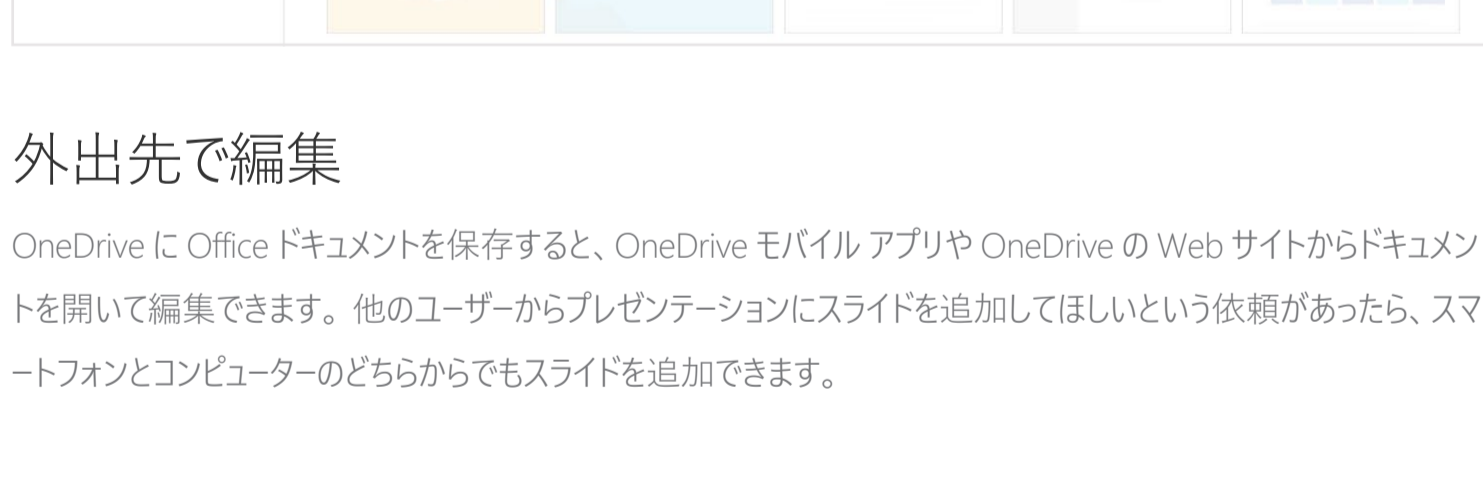 外出先で編集
OneDrive に Office ドキュメントを保存すると、OneDrive モバイル アプリや OneDrive の Web サイトからドキュメン
トを開いて編集できます。他のユーザーからプレゼンテーションにスライドを追加してほしいという依頼があったら、スマ
ートフォンとコンピューターのどちらからでもスライドを追加できます。